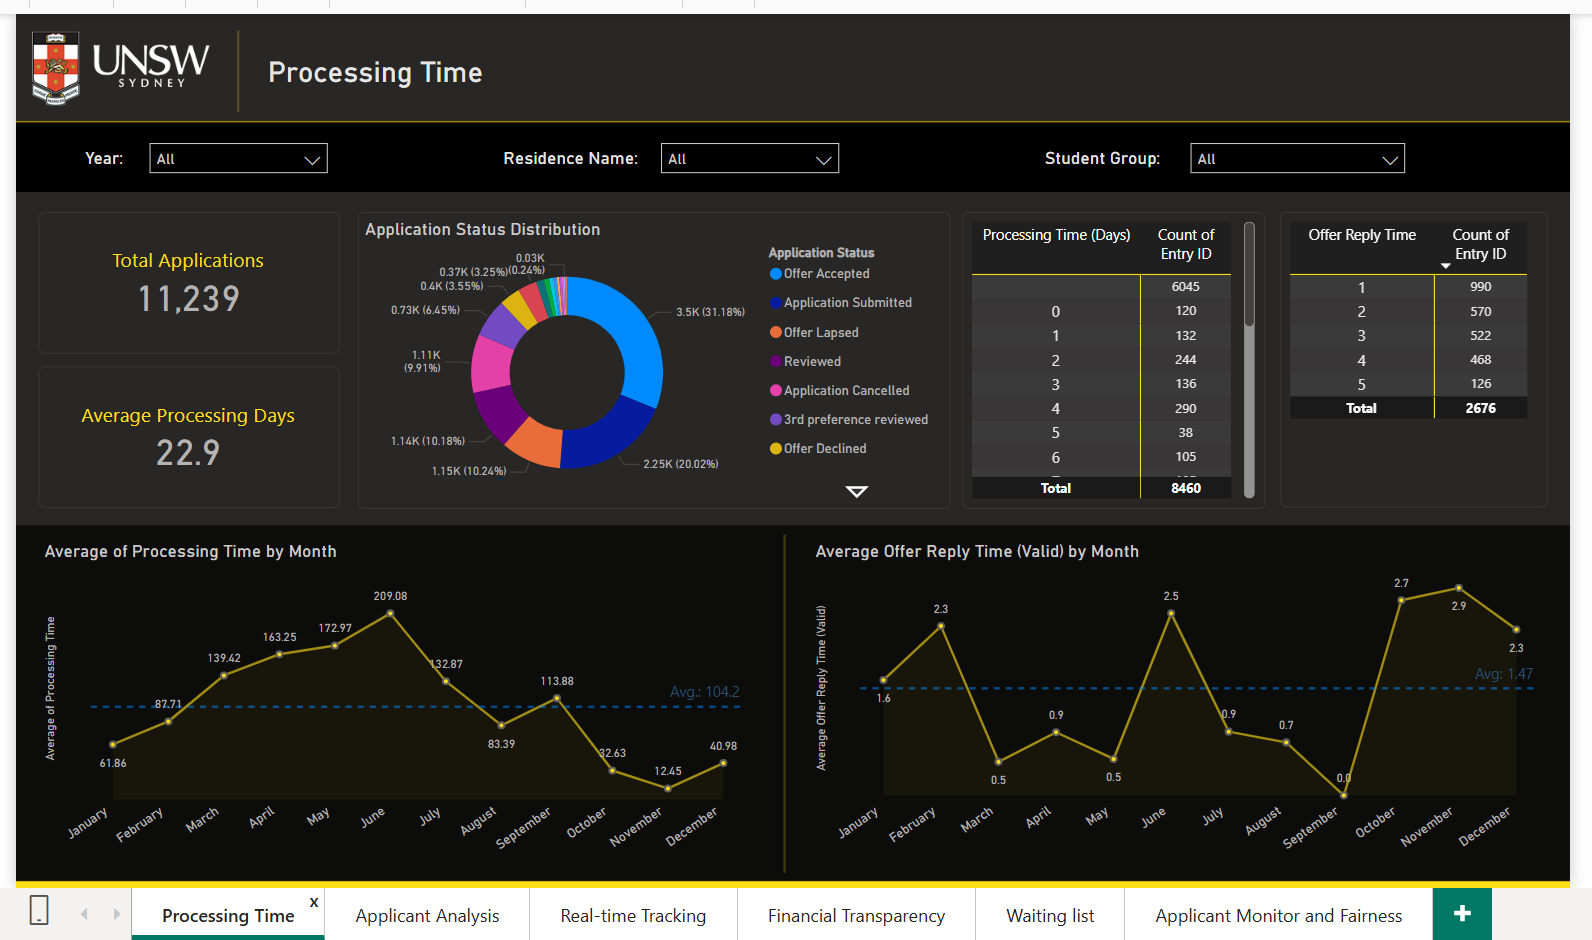 UNSW
SYDNEY
Processing Time
Year:
All
Residence Name:
All
Student Group:
All
Total Applications
11,239
Average Processing Days
22.9
Application Status Distribution
0.03K
(0.24%)
0.37K (3.25%)
0.4K (3.55%)
0.73K (6.45%)
1.11K
(9.91%)
1.14K (10.18%)
1.15K (10.24%)
2.25K (20.02%)
3.5K (31.18%)
Application Status
Offer Accepted
Application Submitted
Offer Lapsed
Reviewed
Application Cancelled
3rd preference reviewed
Offer Declined
Processing Time (Days) Count of
Entry ID
6045
0 120
1 132
2 244
3 136
4 290
5 38
6 105
Total 8460
Offer Reply Time Count of
Entry ID
1 990
2 570
3 522
4 468
5 126
Total 2676
Average of Processing Time by Month
Average of Processing Time
61.86
87.71
139.42
163.25
172.97
209.08
132.87
83.39
113.88
32.63
12.45
40.98
Avg.: 104.2
January
February
March
April
May
June
July
August
September
October
November
December
Average Offer Reply Time (Valid) by Month
Average Offer Reply Time (Valid)
1.6
2.3
0.5
0.9
0.5
2.5
0.9
0.7
0.0
2.7
2.9
2.3
Avg: 1.47
January
February
March
April
May
June
July
August
September
October
November
December
Processing Time x
Applicant Analysis
Real-time Tracking
Financial Transparency
Waiting list
Applicant Monitor and Fairness
+